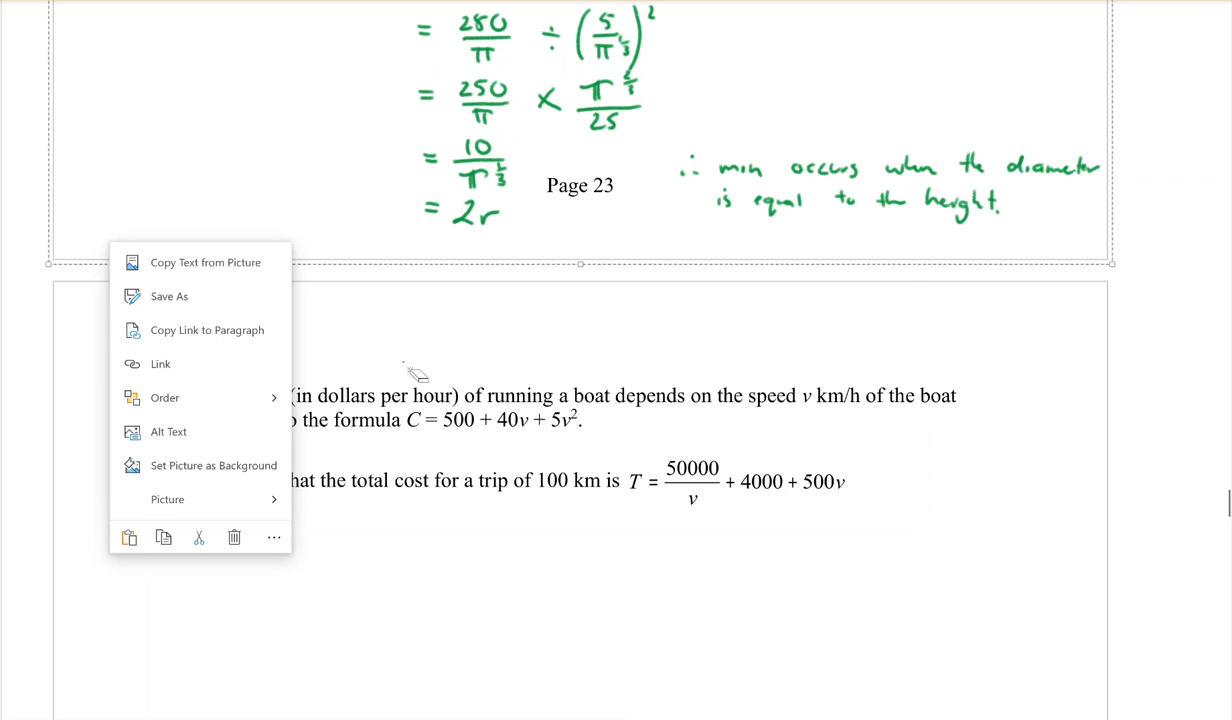 = 250/π ÷ (5/π^(1/3))^2
= 250/π × π^(2/3)/25
= 10/π^(1/3)
= 2r
Page 23
∴ min occurs when the diameter
is equal to the height.
Copy Text from Picture
Save As
Copy Link to Paragraph
Link
Order
Alt Text
Set Picture as Background
Picture
(in dollars per hour) of running a boat depends on the speed v km/h of the boat
the formula C = 500 + 40v + 5v².
hat the total cost for a trip of 100 km is T = 50000/v + 4000 + 500v